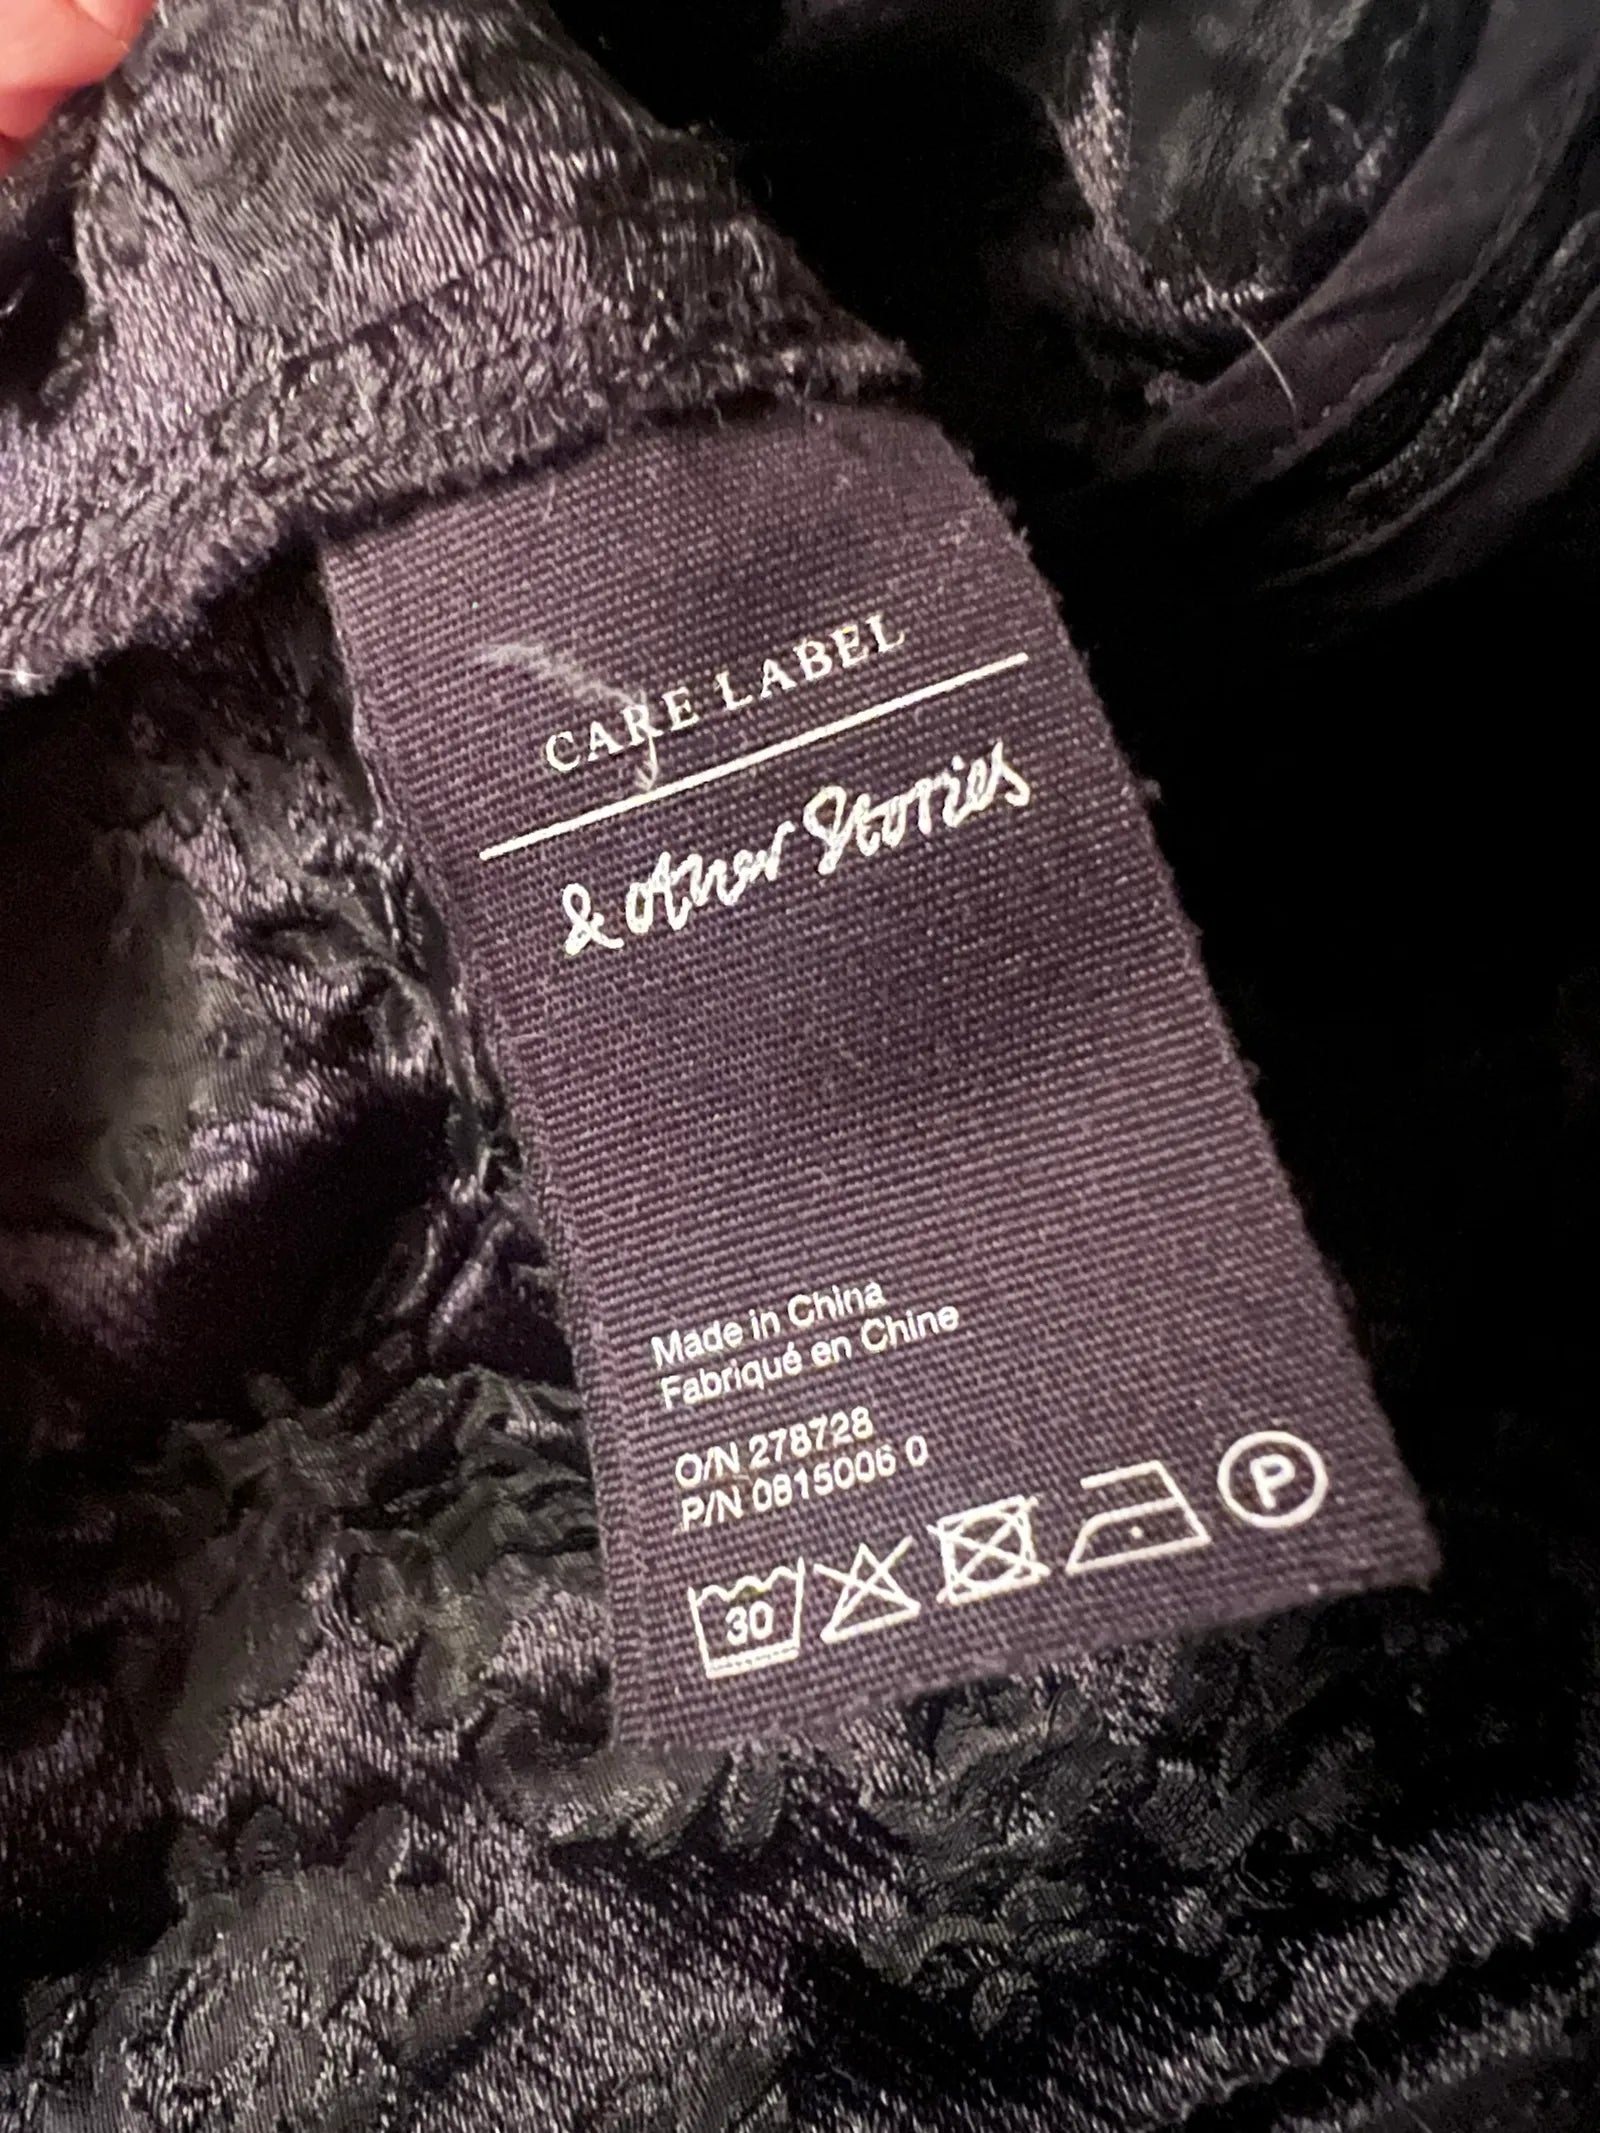 CARE LABEL
& Other Stories
Made in China
Fabriqué en Chine
O/N 278728
P/N 0815006 0
30
P